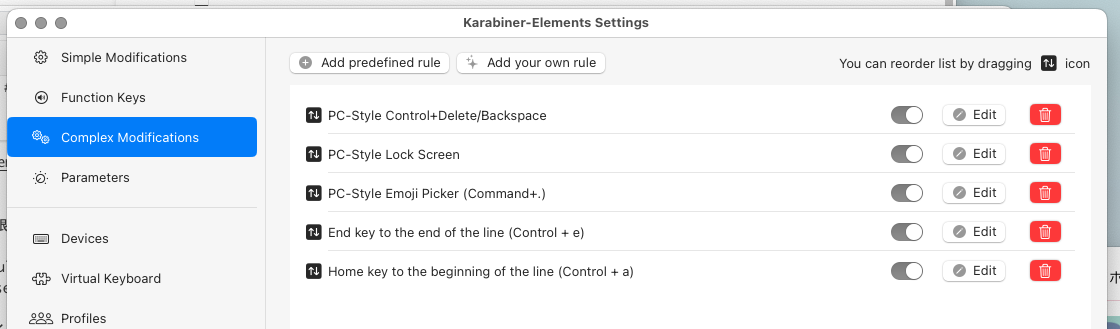 Karabiner-Elements Settings
Simple Modifications
Function Keys
Complex Modifications
Parameters
Devices
Virtual Keyboard
Profiles
Add predefined rule
Add your own rule
You can reorder list by dragging icon
PC-Style Control+Delete/Backspace
Edit
PC-Style Lock Screen
Edit
PC-Style Emoji Picker (Command+.)
Edit
End key to the end of the line (Control + e)
Edit
Home key to the beginning of the line (Control + a)
Edit